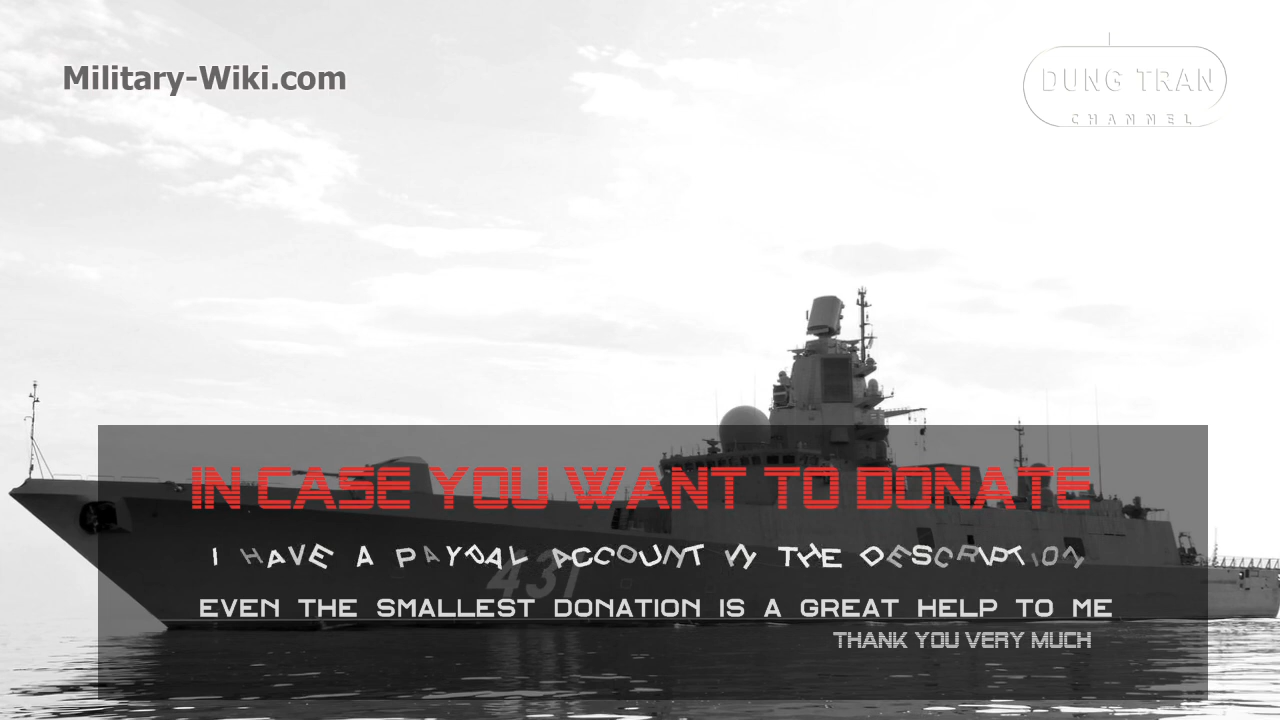 Military-Wiki.com
DUNG TRAN
CHANNEL
IN CASE YOU WANT TO DONATE
I HAVE A PAYPAL ACCOUNT IN THE DESCRIPTION
431
EVEN THE SMALLEST DONATION IS A GREAT HELP TO ME
THANK YOU VERY MUCH